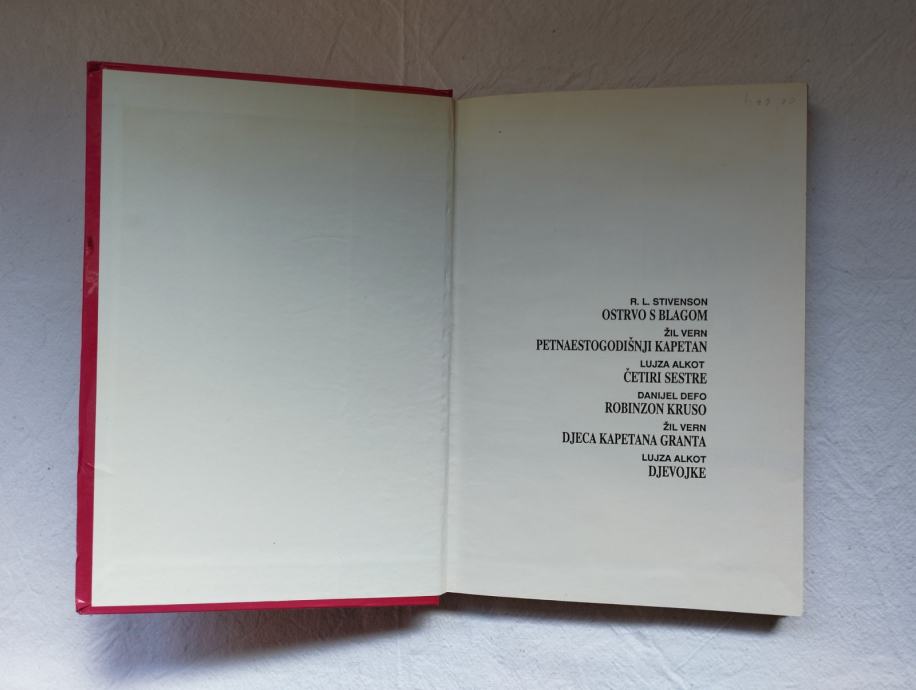 R. L. STIVENSON
OSTRVO S BLAGOM
ŽIL VERN
PETNAESTOGODIŠNJI KAPETAN
LUJZA ALKOT
ČETIRI SESTRE
DANIJEL DEFO
ROBINZON KRUSO
ŽIL VERN
DJECA KAPETANA GRANTA
LUJZA ALKOT
DJEVOJKE